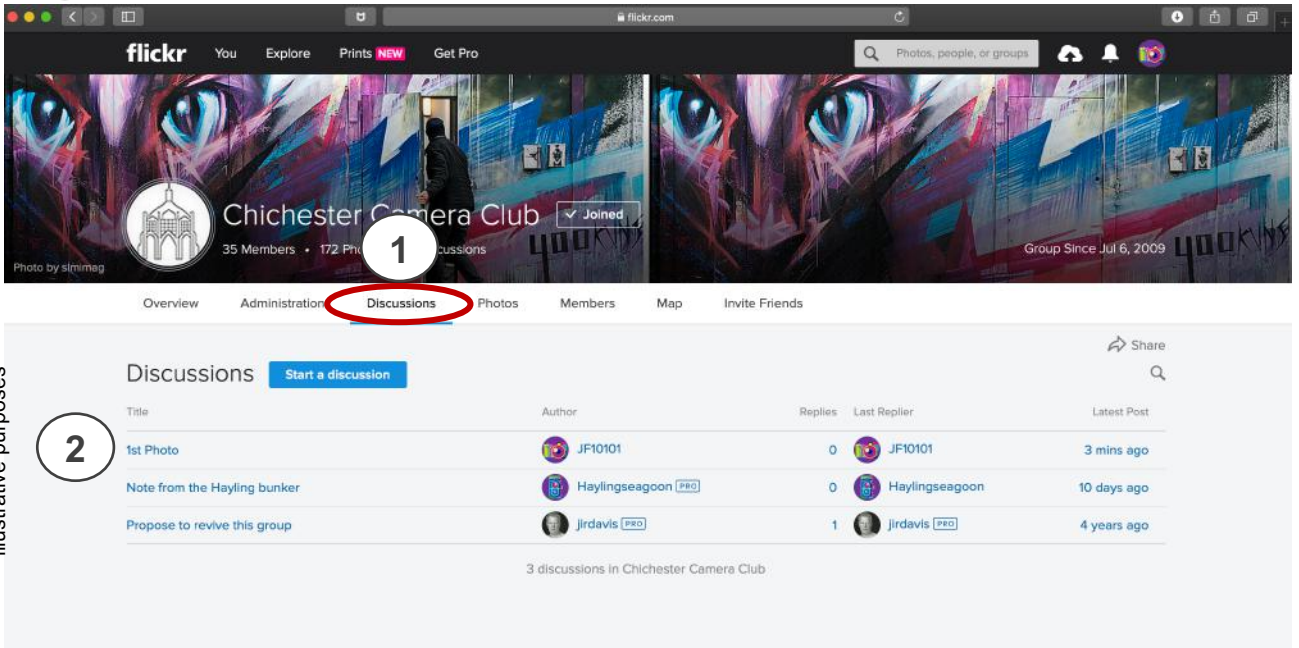 flickr.com
flickr You Explore Prints NEW Get Pro Photos, people, or groups
Chichester Camera Club ✓ Joined
35 Members • 172
Group Since Jul 6, 2009
Photo by simimag
1
Overview Administration Discussions Photos Members Map Invite Friends
Share
Discussions Start a discussion
Title Author Replies Last Replier Latest Post
2
1st Photo JF10101 0 JF10101 3 mins ago
Note from the Hayling bunker Haylingseagoon PRO 0 Haylingseagoon 10 days ago
Propose to revive this group jirdavis PRO 1 jirdavis PRO 4 years ago
3 discussions in Chichester Camera Club
illustrative purposes